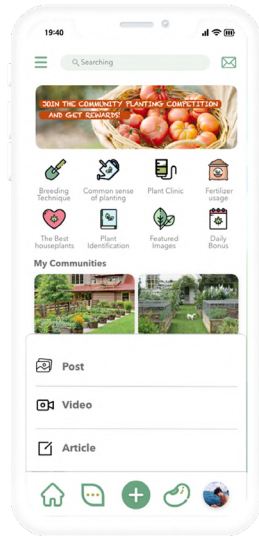 19:40
Searching
JOIN THE COMMUNITY PLANTING COMPETITION
AND GET REWARDS!
Breeding
Technique
Common sense
of planting
Plant Clinic
Fertilizer
usage
The Best
houseplants
Plant
Identification
Featured
Images
Daily
Bonus
My Communities
Post
Video
Article